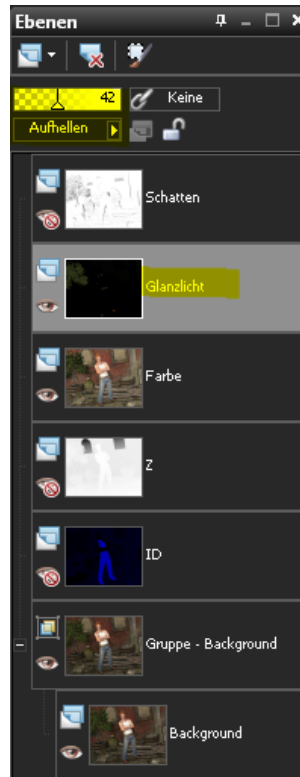 Ebenen
42 Keine
Aufhellen
Schatten
Glanzlicht
Farbe
Z
ID
Gruppe - Background
Background